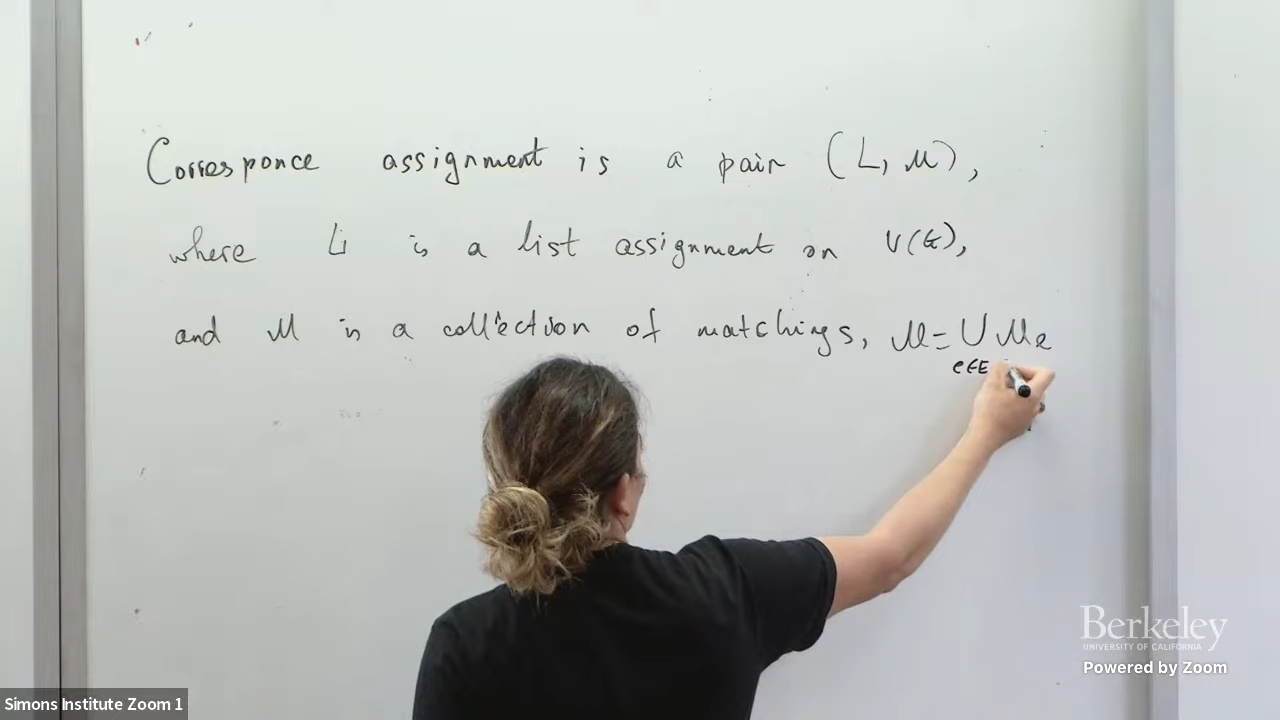 Corresponce assignment is a pair (L, M),
where L is a list assignment on V(G),
and M is a collection of matchings, M = ∪ M_e
e∈E
Berkeley
UNIVERSITY OF CALIFORNIA
Powered by Zoom
Simons Institute Zoom 1